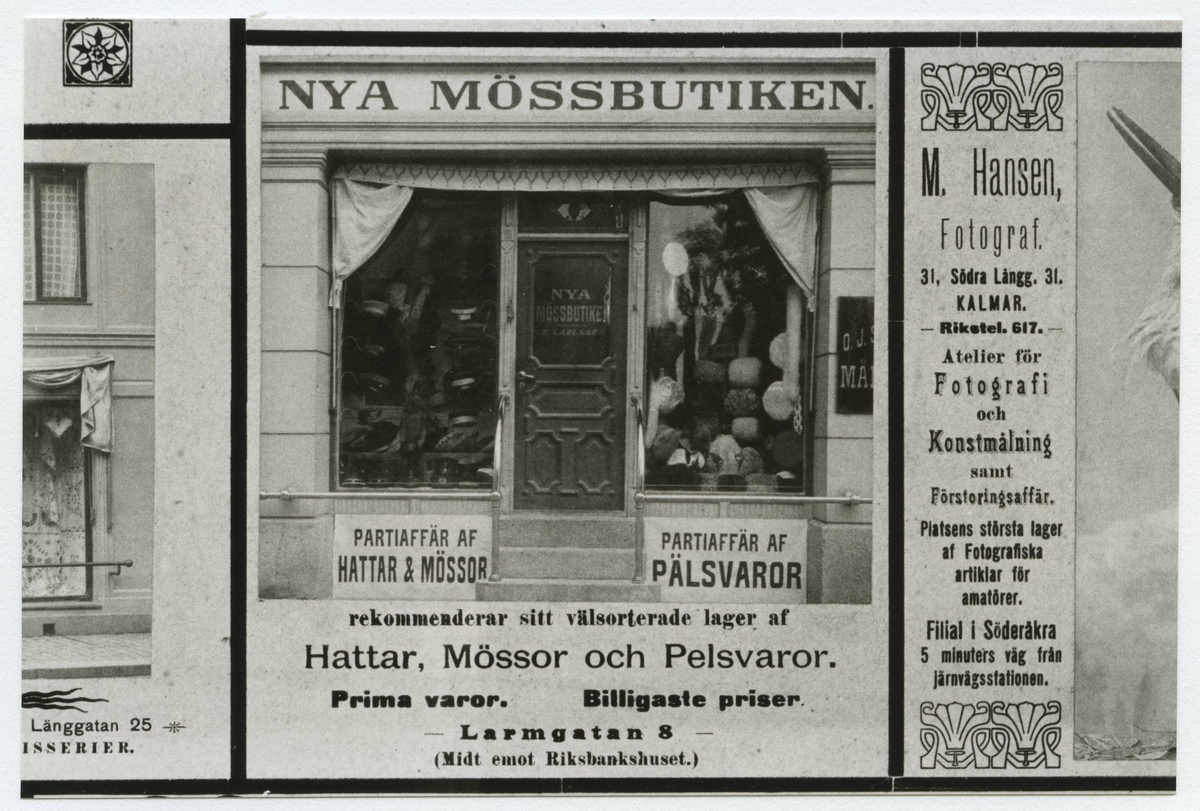 Långgatan 25
ISSERIER.
NYA MÖSSBUTIKEN.
NYA
MÖSSBUTIKEN
E. CARLSSON
O. J. S
MÅL
PARTIAFFÄR AF
HATTAR & MÖSSOR
PARTIAFFÄR AF
PÄLSVAROR
rekommenderar sitt välsorterade lager af
Hattar, Mössor och Pelsvaror.
Prima varor. Billigaste priser.
— Larmgatan 8 —
(Midt emot Riksbankshuset.)
M. Hansen,
Fotograf.
31, Södra Långg. 31.
KALMAR.
— Rikstel. 617. —
Atelier för
Fotografi
och
Konstmålning
samt
Förstoringsaffär.
Platsens största lager
af Fotografiska
artiklar för
amatörer.
Filial i Söderåkra
5 minuters väg från
järnvägsstationen.